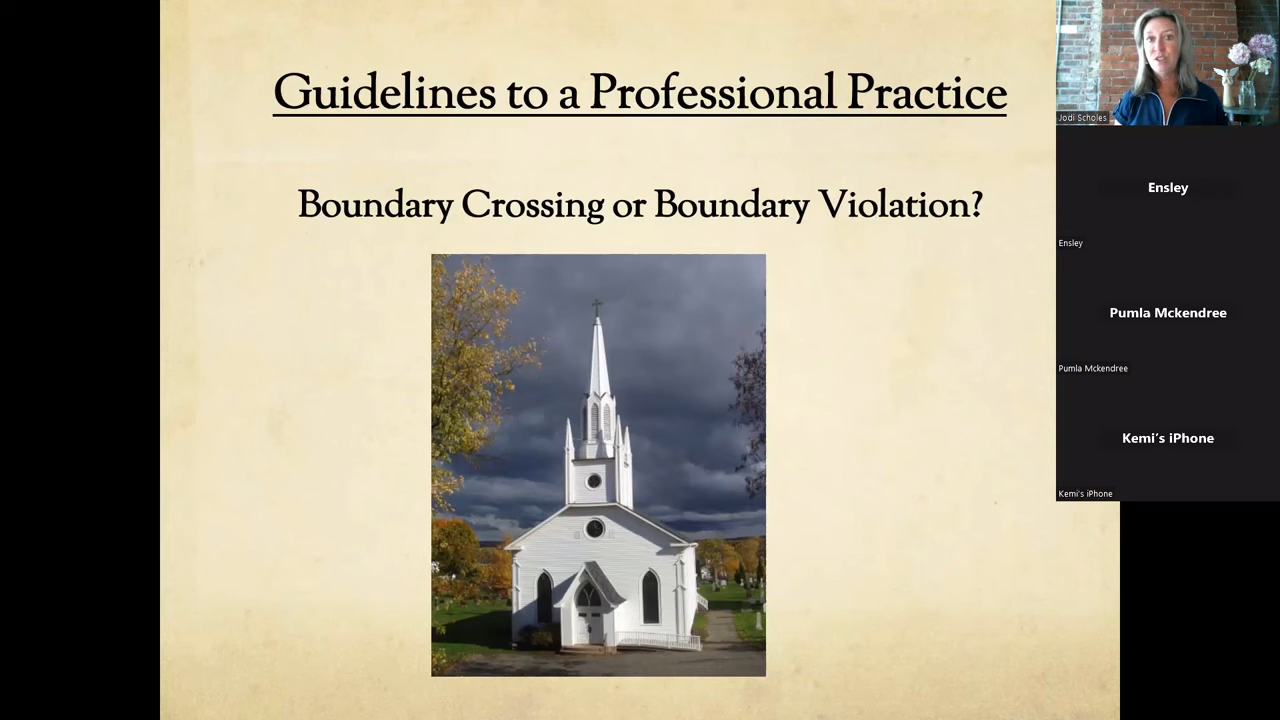 Guidelines to a Professional Practice
Boundary Crossing or Boundary Violation?
Jodi Scholes
Ensley
Ensley
Pumla Mckendree
Pumla Mckendree
Kemi's iPhone
Kemi's iPhone